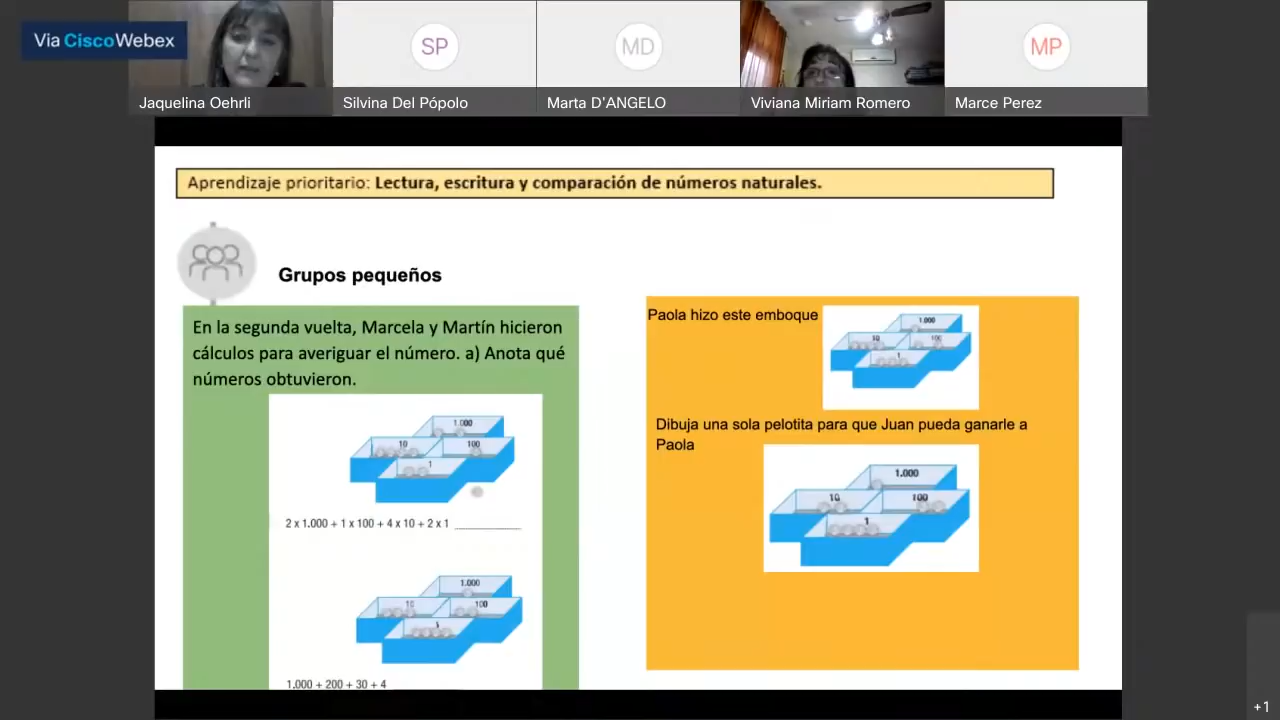 Vía CiscoWebex
SP
MD
MP
Jaquelina Oehrli
Silvina Del Pópolo
Marta D'ANGELO
Viviana Miriam Romero
Marce Perez
Aprendizaje prioritario: Lectura, escritura y comparación de números naturales.
Grupos pequeños
En la segunda vuelta, Marcela y Martín hicieron
cálculos para averiguar el número. a) Anota qué
números obtuvieron.
1.000
10
100
1
2 x 1.000 + 1 x 100 + 4 x 10 + 2 x 1
1.000
10
100
1.000 + 200 + 30 + 4
Paola hizo este emboque
1.000
100
1
Dibuja una sola pelotita para que Juan pueda ganarle a
Paola
1.000
10
100
1
+1